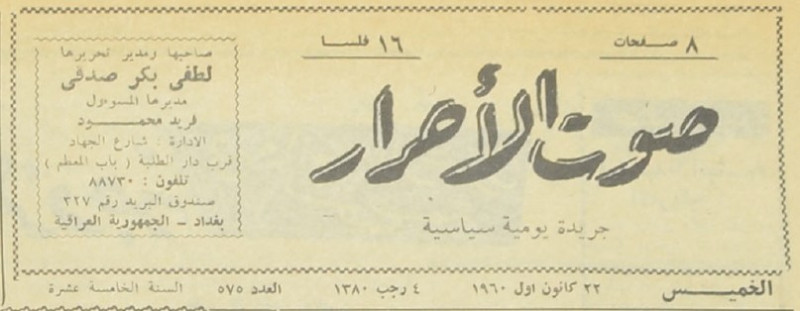 ٨ صفحات
١٦ فلسا
صوت الأحرار
جريدة يومية سياسية
صاحبها ومدير تحريرها
لطفي بكر صدقي
مديرها المسوءول
فريد محمود
الادارة : شارع الجهاد
قرب دار الطلبة ( باب المعظم )
تلفون : ٨٨٧٣٠
صندوق البريد رقم ٣٢٧
بغداد - الجمهورية العراقية
الخميس ٢٢ كانون اول ١٩٦٠ ٤ رجب ١٣٨٠ العدد ٥٧٥ السنة الخامسة عشرة